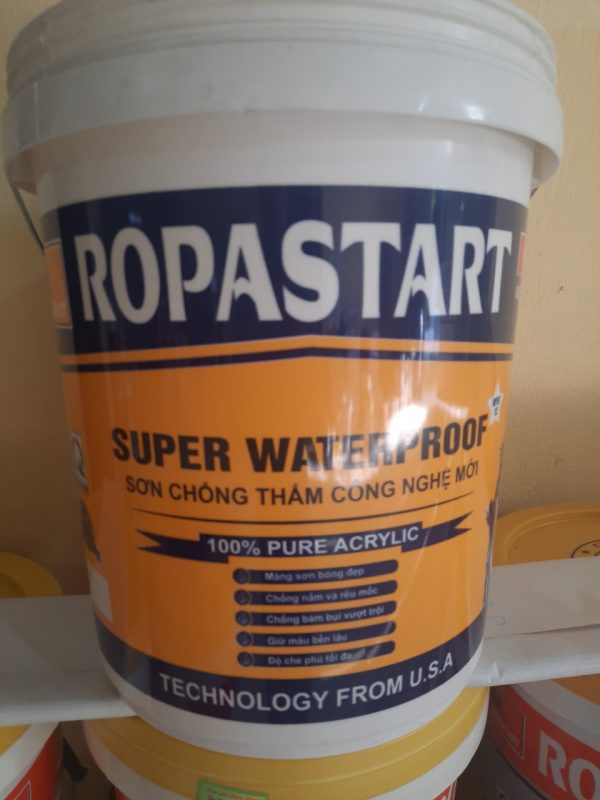 ROPASTART
SUPER WATERPROOF
SƠN CHỐNG THẤM CÔNG NGHỆ MỚI
100% PURE ACRYLIC
Màng sơn bóng đẹp
Chống nấm và rêu mốc
Chống bám bụi vượt trội
Giữ màu bền lâu
Độ che phủ tối đa
TECHNOLOGY FROM U.S.A
RO